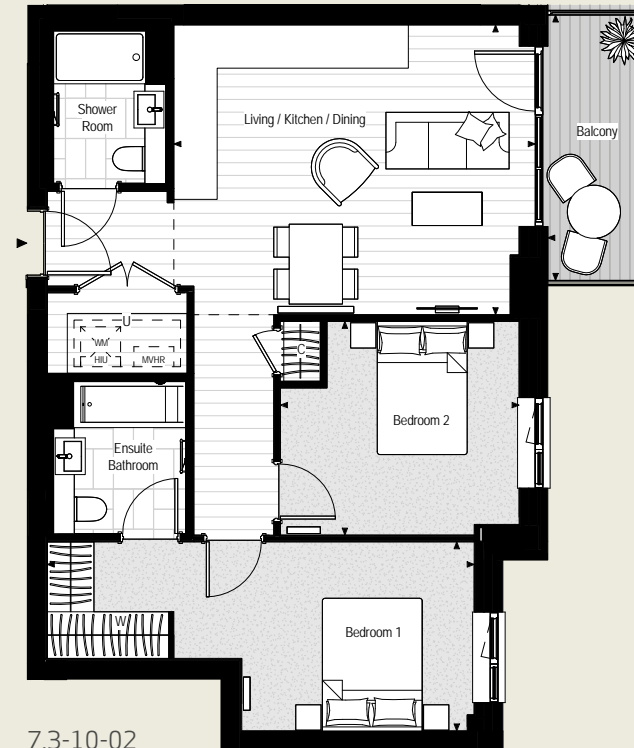 Shower
Room
Living / Kitchen / Dining
Balcony
U
WM
HIU
MVHR
C
Bedroom 2
Ensuite
Bathroom
W
Bedroom 1
7.3-10-02